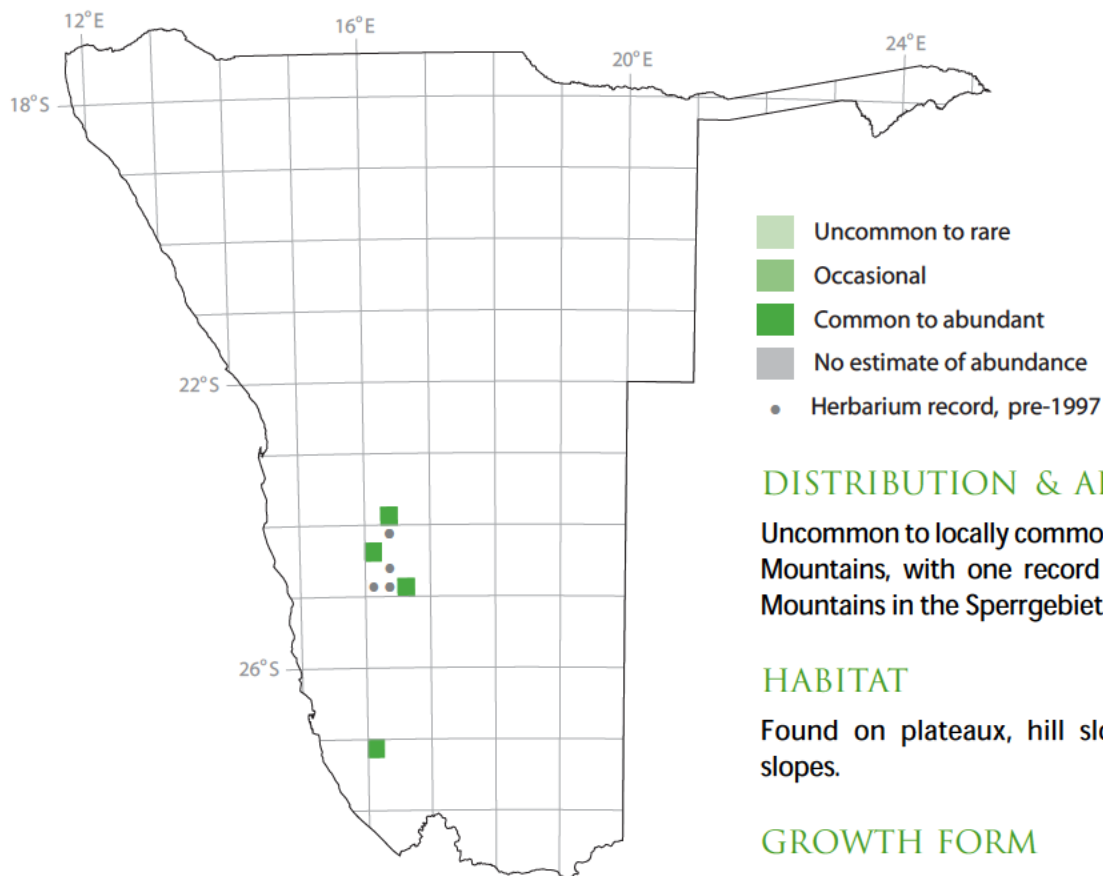 12°E
16°E
20°E
24°E
18°S
22°S
26°S
Uncommon to rare
Occasional
Common to abundant
No estimate of abundance
Herbarium record, pre-1997
DISTRIBUTION & A
Uncommon to locally commo
Mountains, with one record
Mountains in the Sperrgebiet
HABITAT
Found on plateaux, hill slo
slopes.
GROWTH FORM